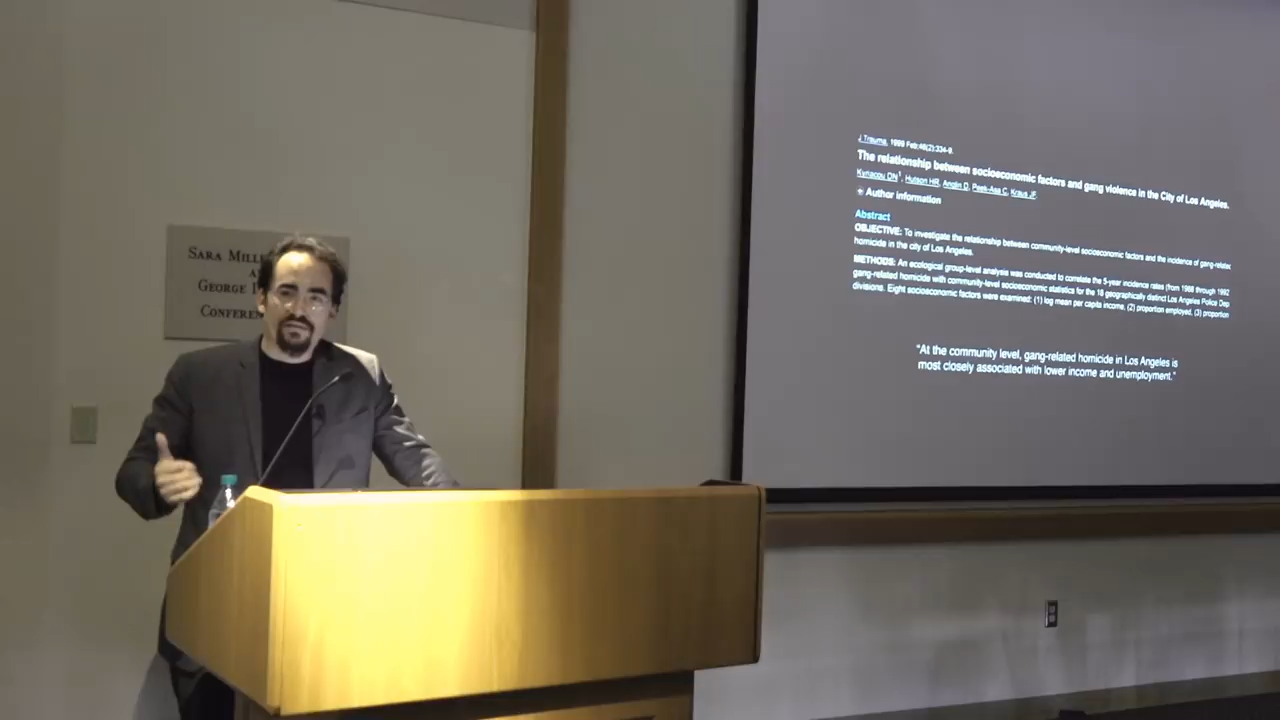 SARA MILLE
A
GEORGE
CONFEREN
J Trauma. 1999 Feb;46(2):334-9.
The relationship between socioeconomic factors and gang violence in the City of Los Angeles.
Kyriacou DN1, Hutson HR, Anglin D, Peek-Asa C, Kraus JF.
+ Author information
Abstract
OBJECTIVE: To investigate the relationship between community-level socioeconomic factors and the incidence of gang-relatec
homicide in the city of Los Angeles.
METHODS: An ecological group-level analysis was conducted to correlate the 5-year incidence rates (from 1988 through 1992
gang-related homicide with community-level socioeconomic statistics for the 18 geographically distinct Los Angeles Police Dep
divisions. Eight socioeconomic factors were examined: (1) log mean per capita income, (2) proportion employed, (3) proportion
"At the community level, gang-related homicide in Los Angeles is
most closely associated with lower income and unemployment."